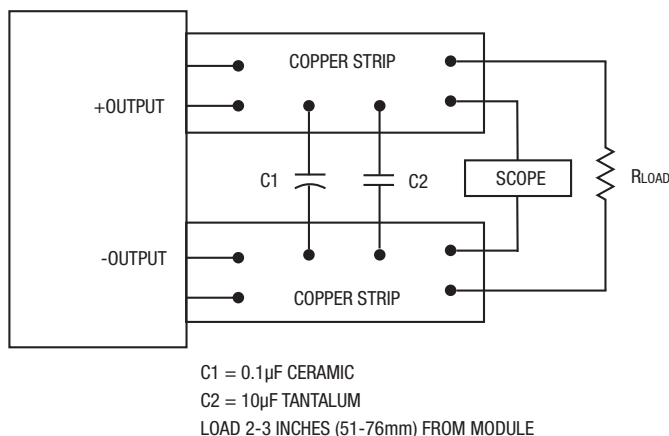 COPPER STRIP
+OUTPUT
C1
C2
SCOPE
RLOAD
-OUTPUT
COPPER STRIP
C1 = 0.1µF CERAMIC
C2 = 10µF TANTALUM
LOAD 2-3 INCHES (51-76mm) FROM MODULE